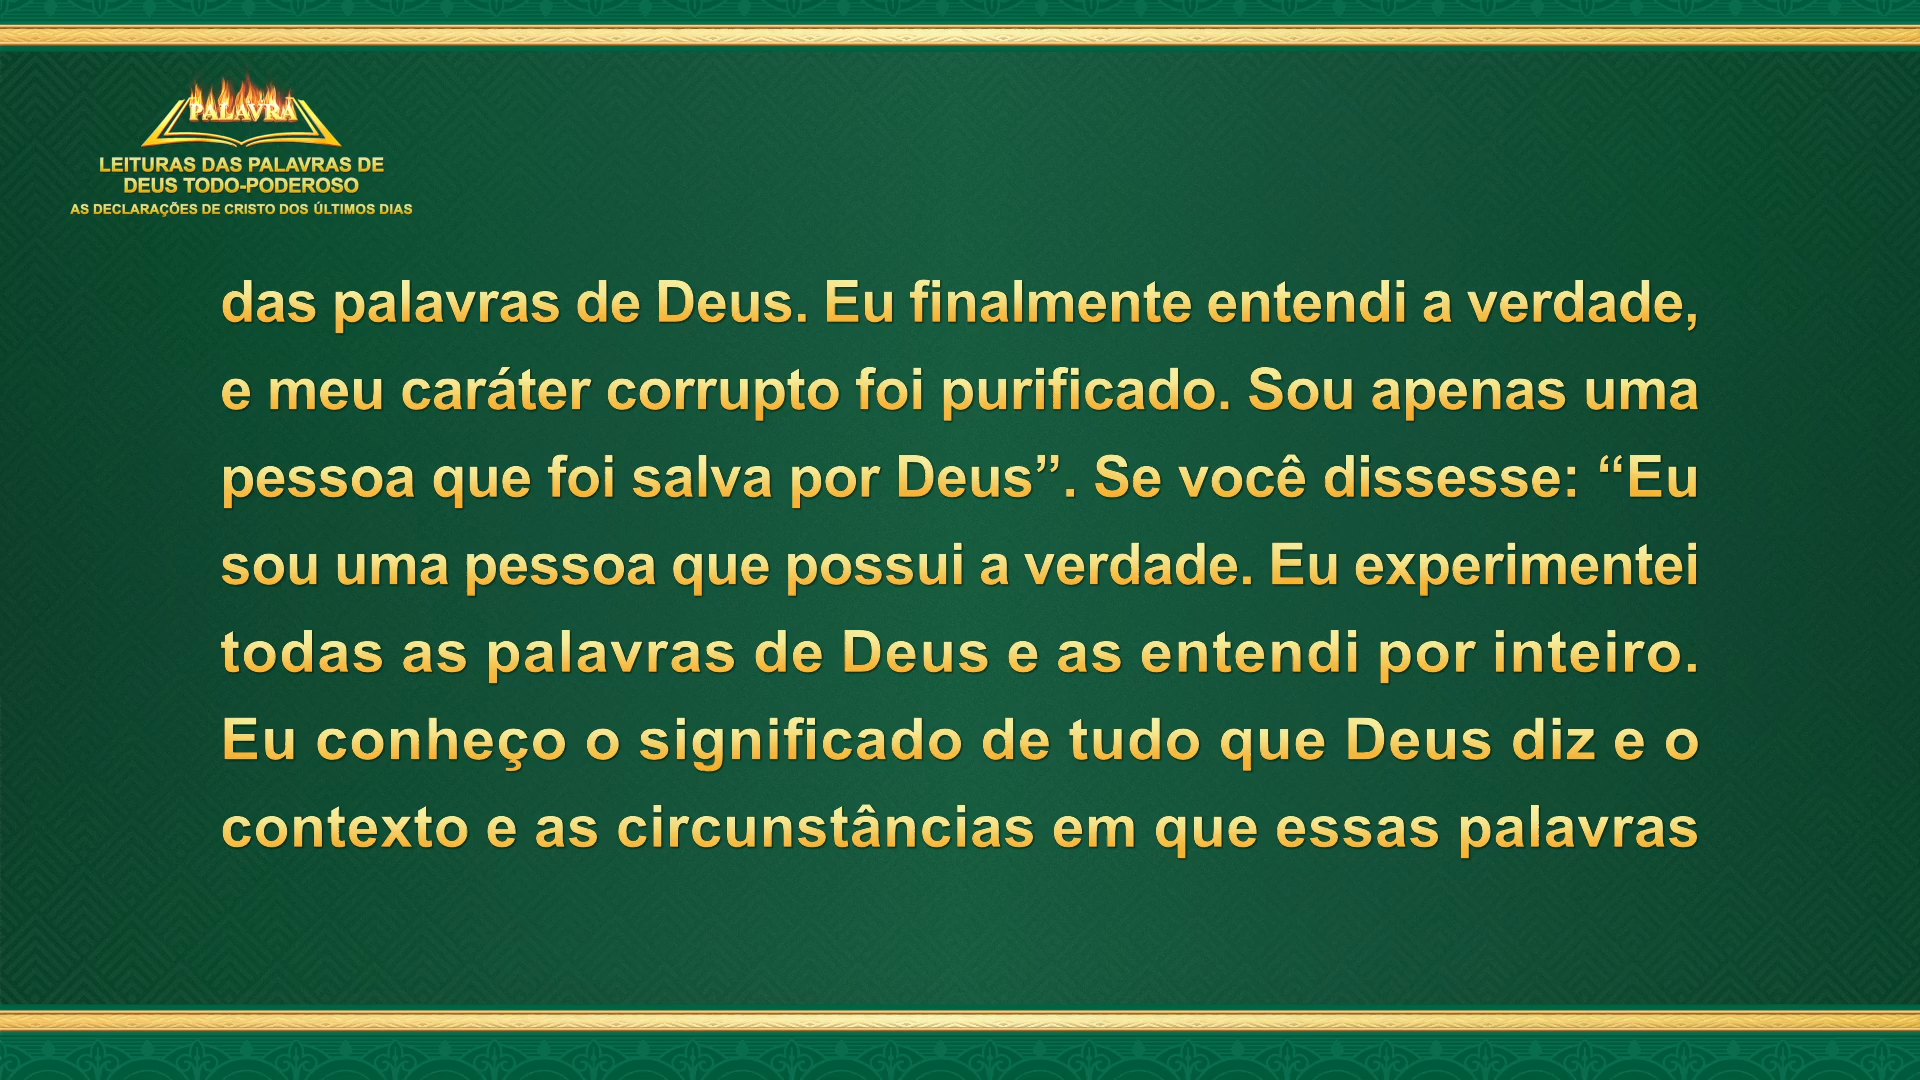 PALAVRA
LEITURAS DAS PALAVRAS DE
DEUS TODO-PODEROSO
AS DECLARAÇÕES DE CRISTO DOS ÚLTIMOS DIAS
das palavras de Deus. Eu finalmente entendi a verdade,
e meu caráter corrupto foi purificado. Sou apenas uma
pessoa que foi salva por Deus”. Se você dissesse: “Eu
sou uma pessoa que possui a verdade. Eu experimentei
todas as palavras de Deus e as entendi por inteiro.
Eu conheço o significado de tudo que Deus diz e o
contexto e as circunstâncias em que essas palavras